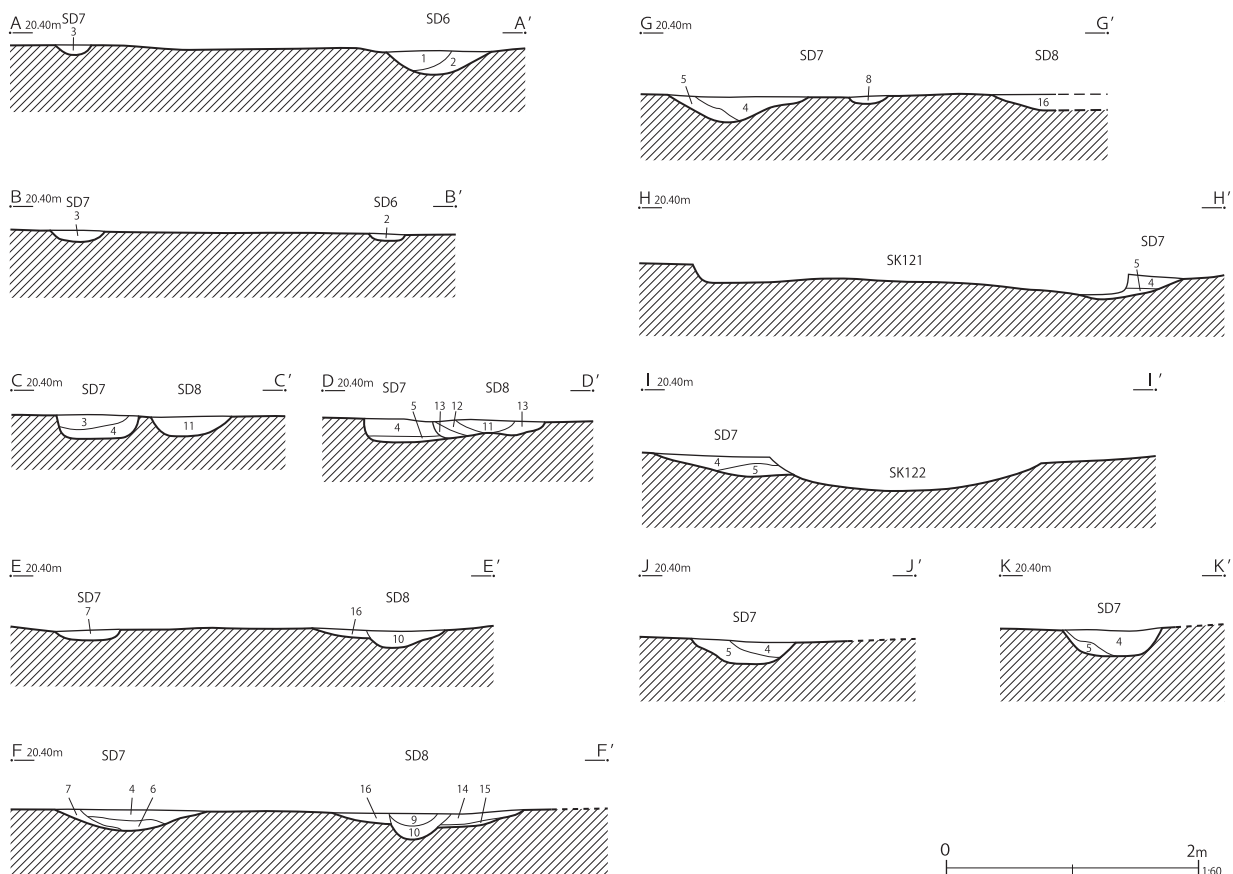 A 20.40m SD7 SD6 A′
3
1 2
B 20.40m SD7 SD6 B′
3 2
C 20.40m SD7 SD8 C′
3 4 11
D 20.40m SD7 SD8 D′
5 13 12 13
4 11
E 20.40m SD7 SD8 E′
7 16
10
F 20.40m SD7 SD8 F′
7 4 6 16 14 15
9
10
G 20.40m G′
SD7 SD8
5 8
4 16
H 20.40m H′
SD7
SK121 5
4
I 20.40m I′
SD7
4
5 SK122
J 20.40m J′
SD7
5 4
K 20.40m K′
SD7
5 4
0 2m
1:60